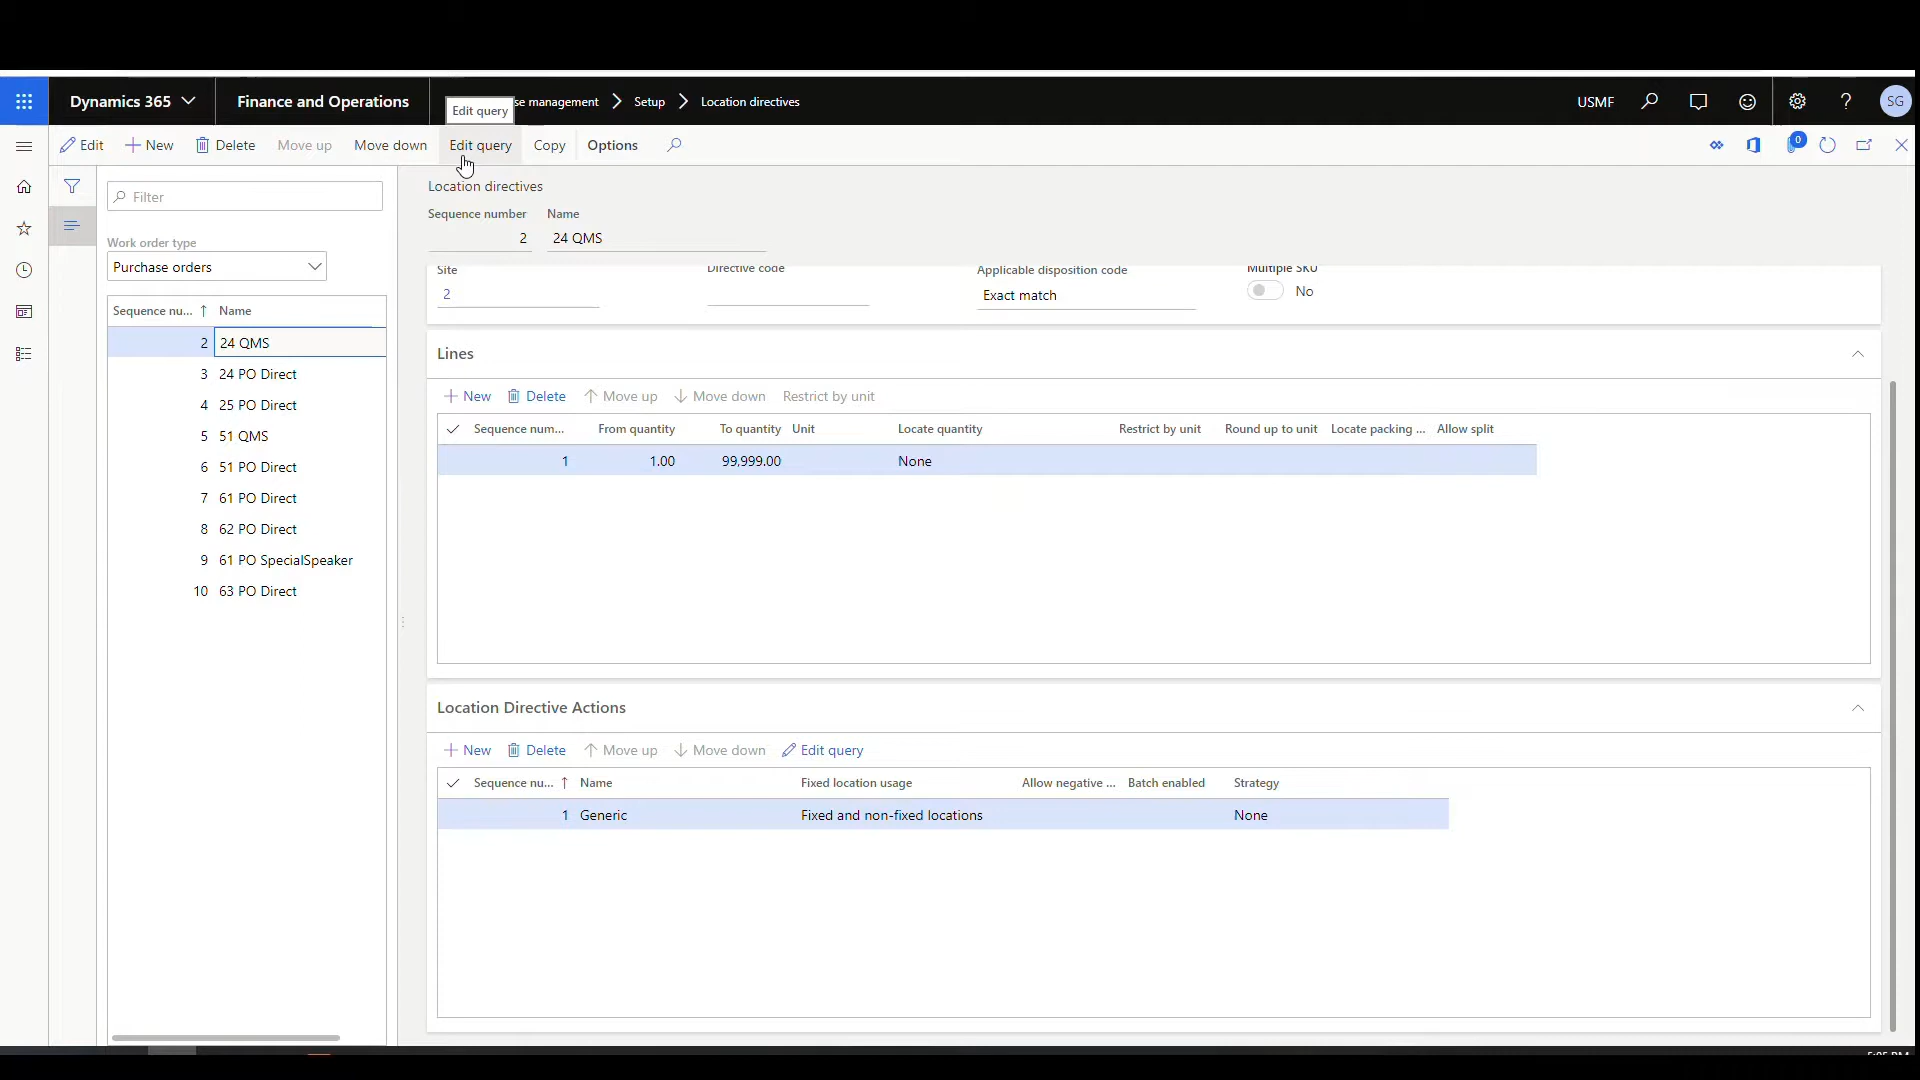 Dynamics 365
Finance and Operations
Edit query
se management
Setup
Location directives
USMF
SG
Edit
New
Delete
Move up
Move down
Edit query
Copy
Options
0
Filter
Work order type
Purchase orders
Sequence nu... Name
2 24 QMS
3 24 PO Direct
4 25 PO Direct
5 51 QMS
6 51 PO Direct
7 61 PO Direct
8 62 PO Direct
9 61 PO SpecialSpeaker
10 63 PO Direct
Location directives
Sequence number Name
2 24 QMS
Site Directive code Applicable disposition code Multiple SKU
2 Exact match No
Lines
New Delete Move up Move down Restrict by unit
Sequence num... From quantity To quantity Unit Locate quantity Restrict by unit Round up to unit Locate packing ... Allow split
1 1.00 99,999.00 None
Location Directive Actions
New Delete Move up Move down Edit query
Sequence nu... Name Fixed location usage Allow negative ... Batch enabled Strategy
1 Generic Fixed and non-fixed locations None